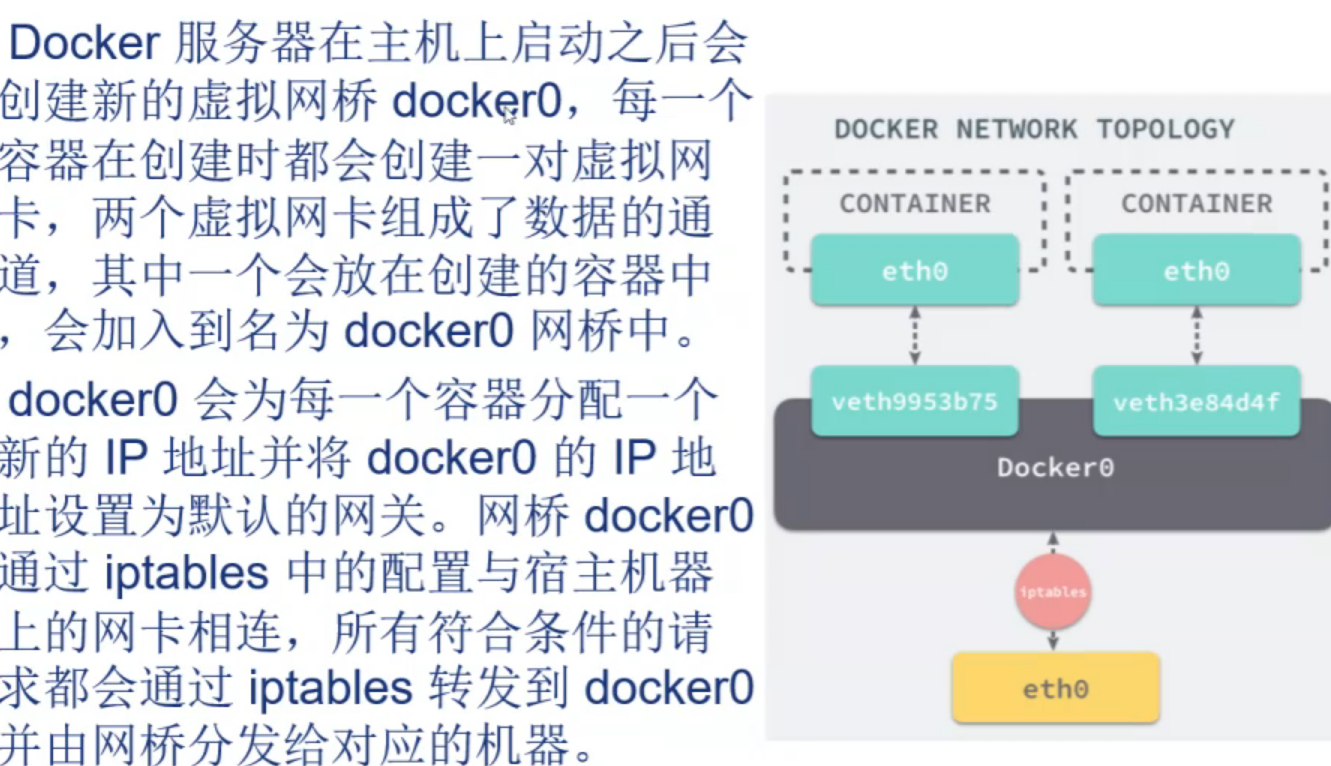 Docker 服务器在主机上启动之后会
创建新的虚拟网桥 docker0，每一个
容器在创建时都会创建一对虚拟网
卡，两个虚拟网卡组成了数据的通
道，其中一个会放在创建的容器中
，会加入到名为 docker0 网桥中。
docker0 会为每一个容器分配一个
新的 IP 地址并将 docker0 的 IP 地
址设置为默认的网关。网桥 docker0
通过 iptables 中的配置与宿主机器
上的网卡相连，所有符合条件的请
求都会通过 iptables 转发到 docker0
并由网桥分发给对应的机器。
DOCKER NETWORK TOPOLOGY
CONTAINER
CONTAINER
eth0
eth0
veth9953b75
veth3e84d4f
Docker0
iptables
eth0